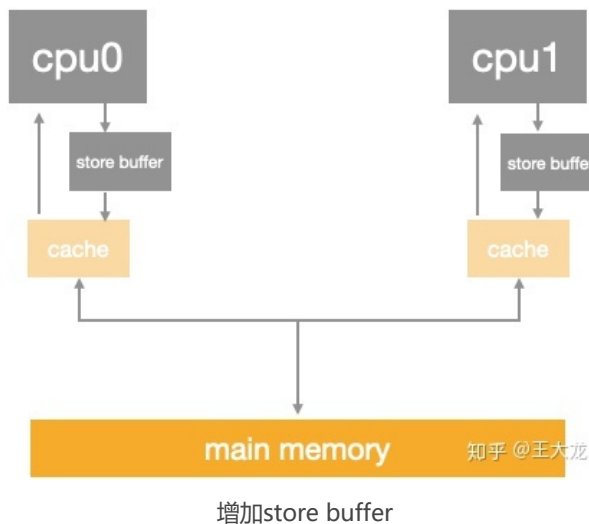 cpu0 cpu1
store buffer store buffe
cache cache
main memory
知乎 @王大龙
增加store buffer